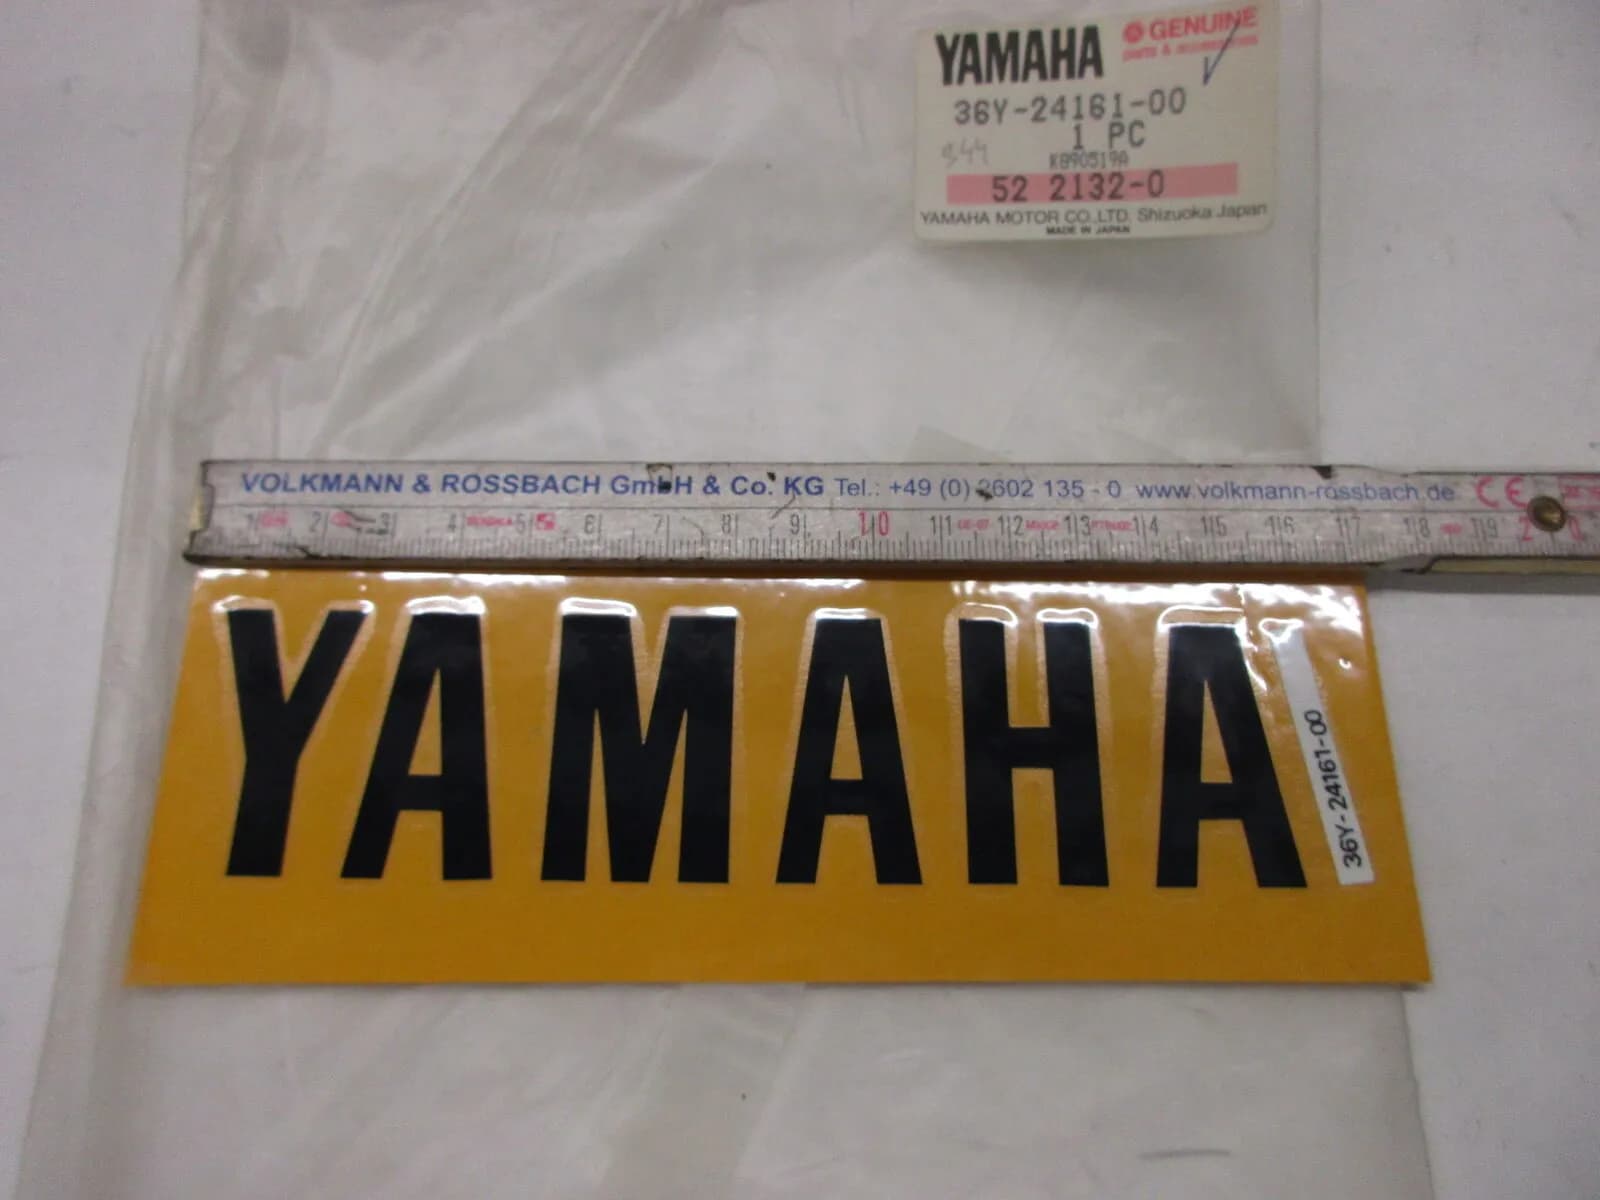 YAMAHA GENUINE
parts & accessories
36Y-24161-00
1 PC
944
K890519A
52 2132-0
YAMAHA MOTOR CO.,LTD. Shizuoka Japan
MADE IN JAPAN
VOLKMANN & ROSSBACH GmbH & Co. KG Tel.: +49 (0) 2602 135 - 0 www.volkmann-rossbach.de CE
1 2 3 4 5 6 7 8 9 10 11 12 13 14 15 16 17 18 19 20
YAMAHA
36Y-24161-00